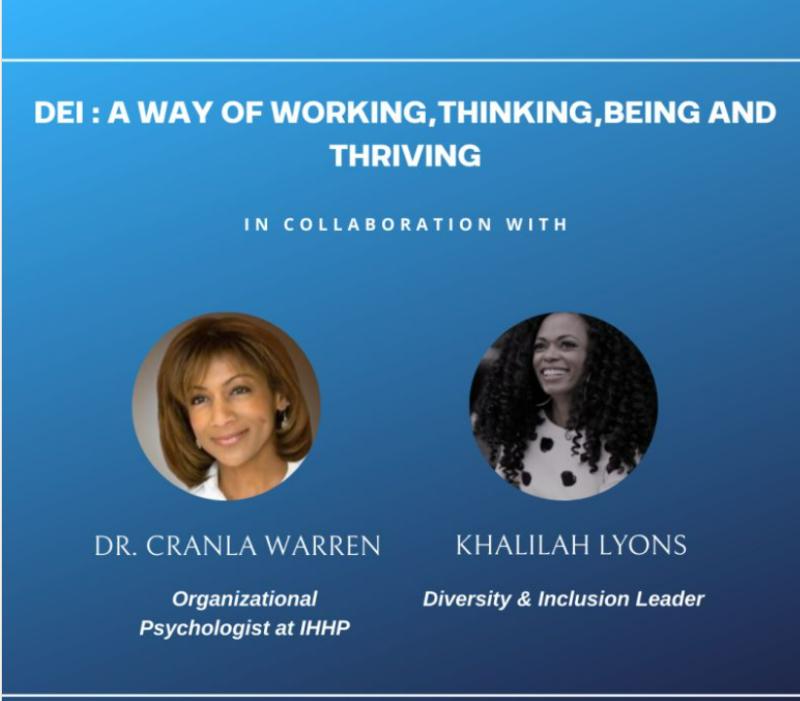 DEI : A WAY OF WORKING,THINKING,BEING AND
THRIVING
IN COLLABORATION WITH
DR. CRANLA WARREN
Organizational
Psychologist at IHHP
KHALILAH LYONS
Diversity & Inclusion Leader